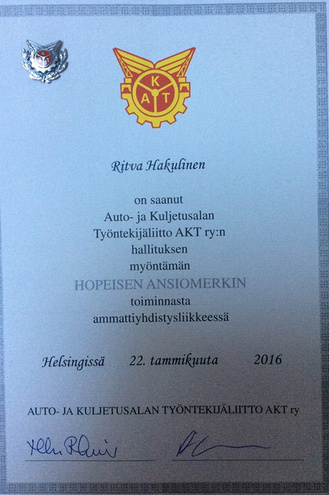 A K T
Ritva Hakulinen
on saanut
Auto- ja Kuljetusalan
Työntekijäliitto AKT ry:n
hallituksen
myöntämän
HOPEISEN ANSIOMERKIN
toiminnasta
ammattiyhdistysliikkeessä
Helsingissä 22. tammikuuta 2016
AUTO- JA KULJETUSALAN TYÖNTEKIJÄLIITTO AKT ry